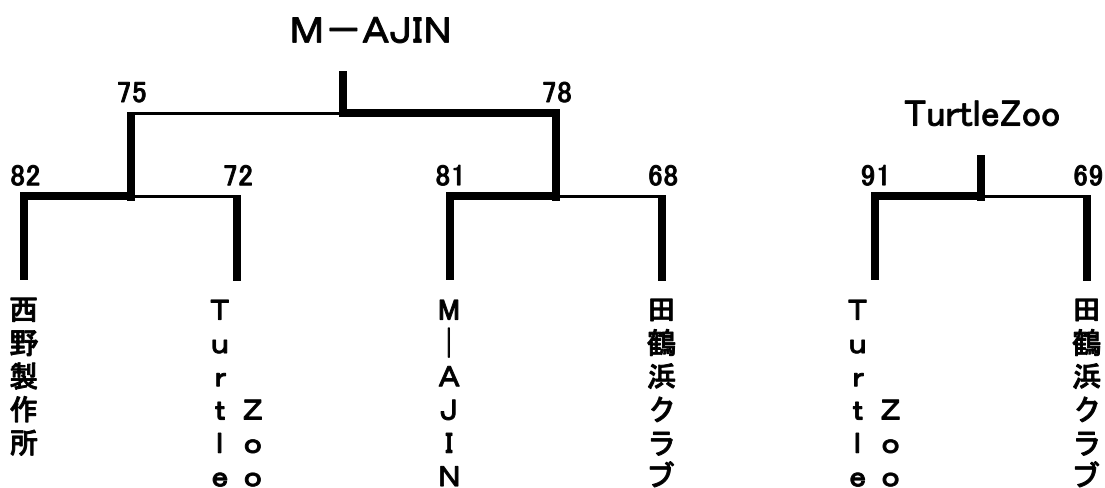 M－AJIN
75 78
TurtleZoo
82 72 81 68 91 69
西野製作所
Turtle
Zoo
M－AJIN
田鶴浜クラブ
Turtle
Zoo
田鶴浜クラブ